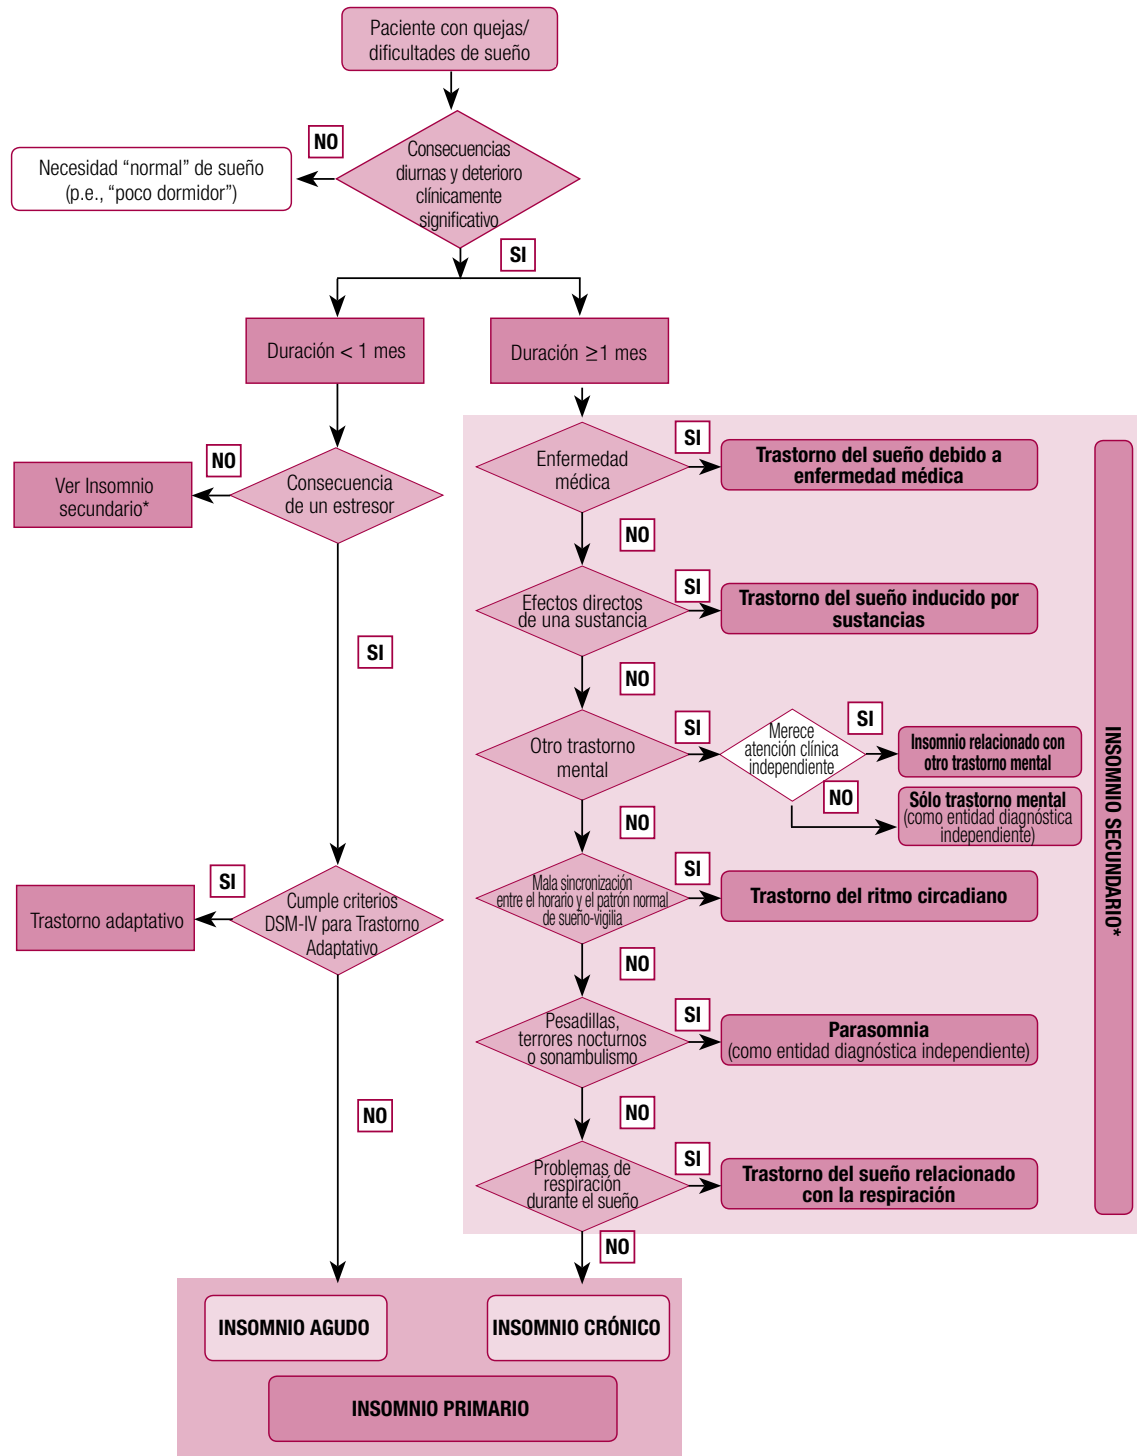 Paciente con quejas/
dificultades de sueño
NO
Necesidad “normal” de sueño
(p.e., “poco dormidor”)
Consecuencias
diurnas y deterioro
clínicamente
significativo
SI
Duración < 1 mes
Duración ≥1 mes
NO
Ver Insomnio
secundario*
Consecuencia
de un estresor
SI
SI
Trastorno adaptativo
Cumple criterios
DSM-IV para Trastorno
Adaptativo
NO
Enfermedad
médica
SI
Trastorno del sueño debido a
enfermedad médica
NO
Efectos directos
de una sustancia
SI
Trastorno del sueño inducido por
sustancias
NO
Otro trastorno
mental
SI
Merece
atención clínica
independiente
SI
Insomnio relacionado con
otro trastorno mental
NO
Sólo trastorno mental
(como entidad diagnóstica
independiente)
NO
Mala sincronización
entre el horario y el patrón normal
de sueño-vigilia
SI
Trastorno del ritmo circadiano
NO
Pesadillas,
terrores nocturnos
o sonambulismo
SI
Parasomnia
(como entidad diagnóstica independiente)
NO
Problemas de
respiración
durante el sueño
SI
Trastorno del sueño relacionado
con la respiración
NO
INSOMNIO SECUNDARIO*
INSOMNIO AGUDO
INSOMNIO CRÓNICO
INSOMNIO PRIMARIO